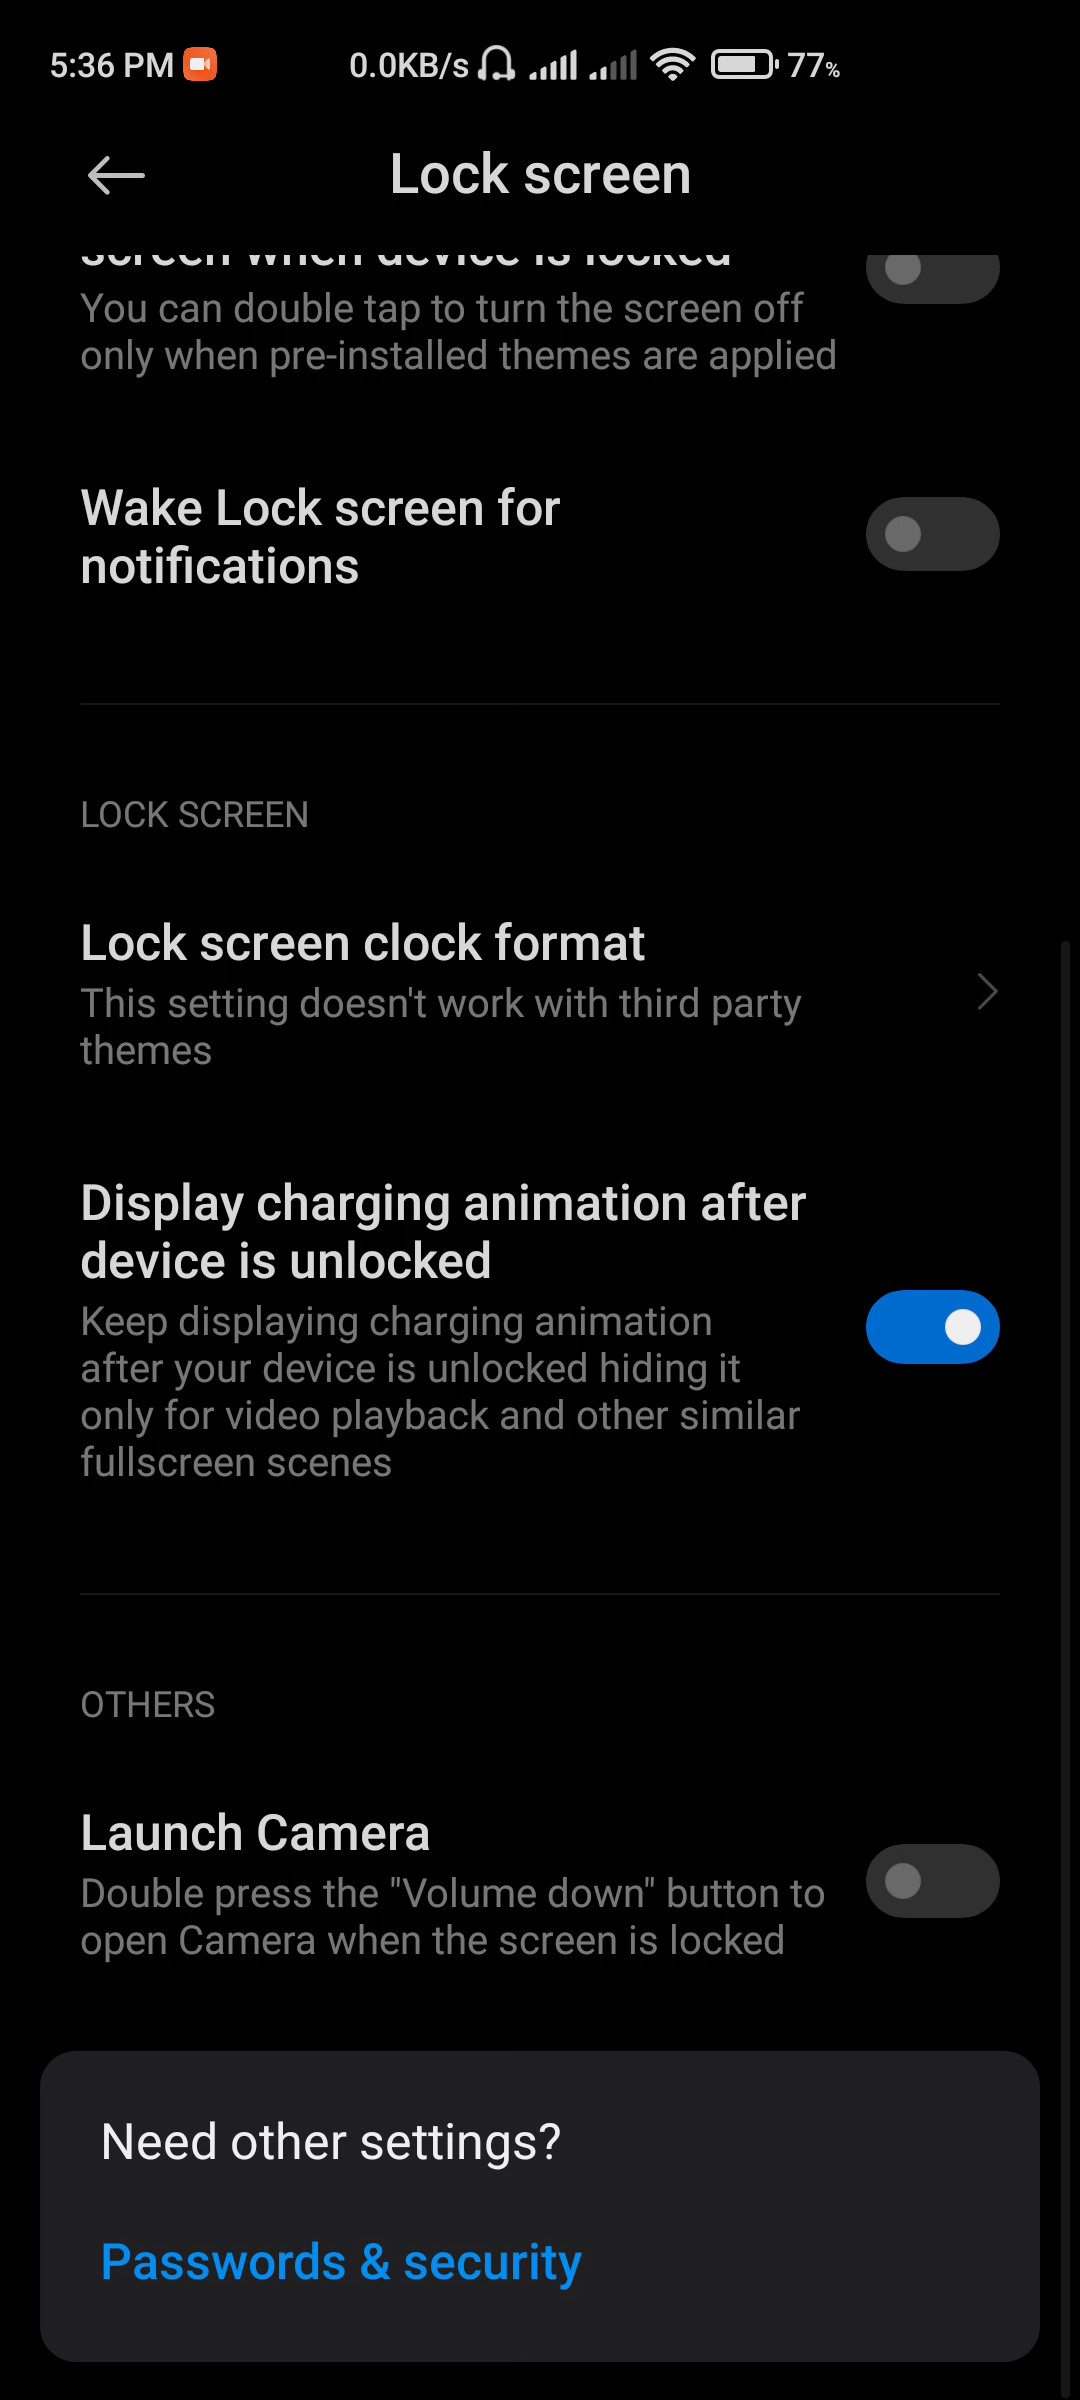 5:36 PM 0.0KB/s 77%
Lock screen
screen when device is locked
You can double tap to turn the screen off
only when pre-installed themes are applied
Wake Lock screen for
notifications
LOCK SCREEN
Lock screen clock format
This setting doesn't work with third party
themes
Display charging animation after
device is unlocked
Keep displaying charging animation
after your device is unlocked hiding it
only for video playback and other similar
fullscreen scenes
OTHERS
Launch Camera
Double press the "Volume down" button to
open Camera when the screen is locked
Need other settings?
Passwords & security